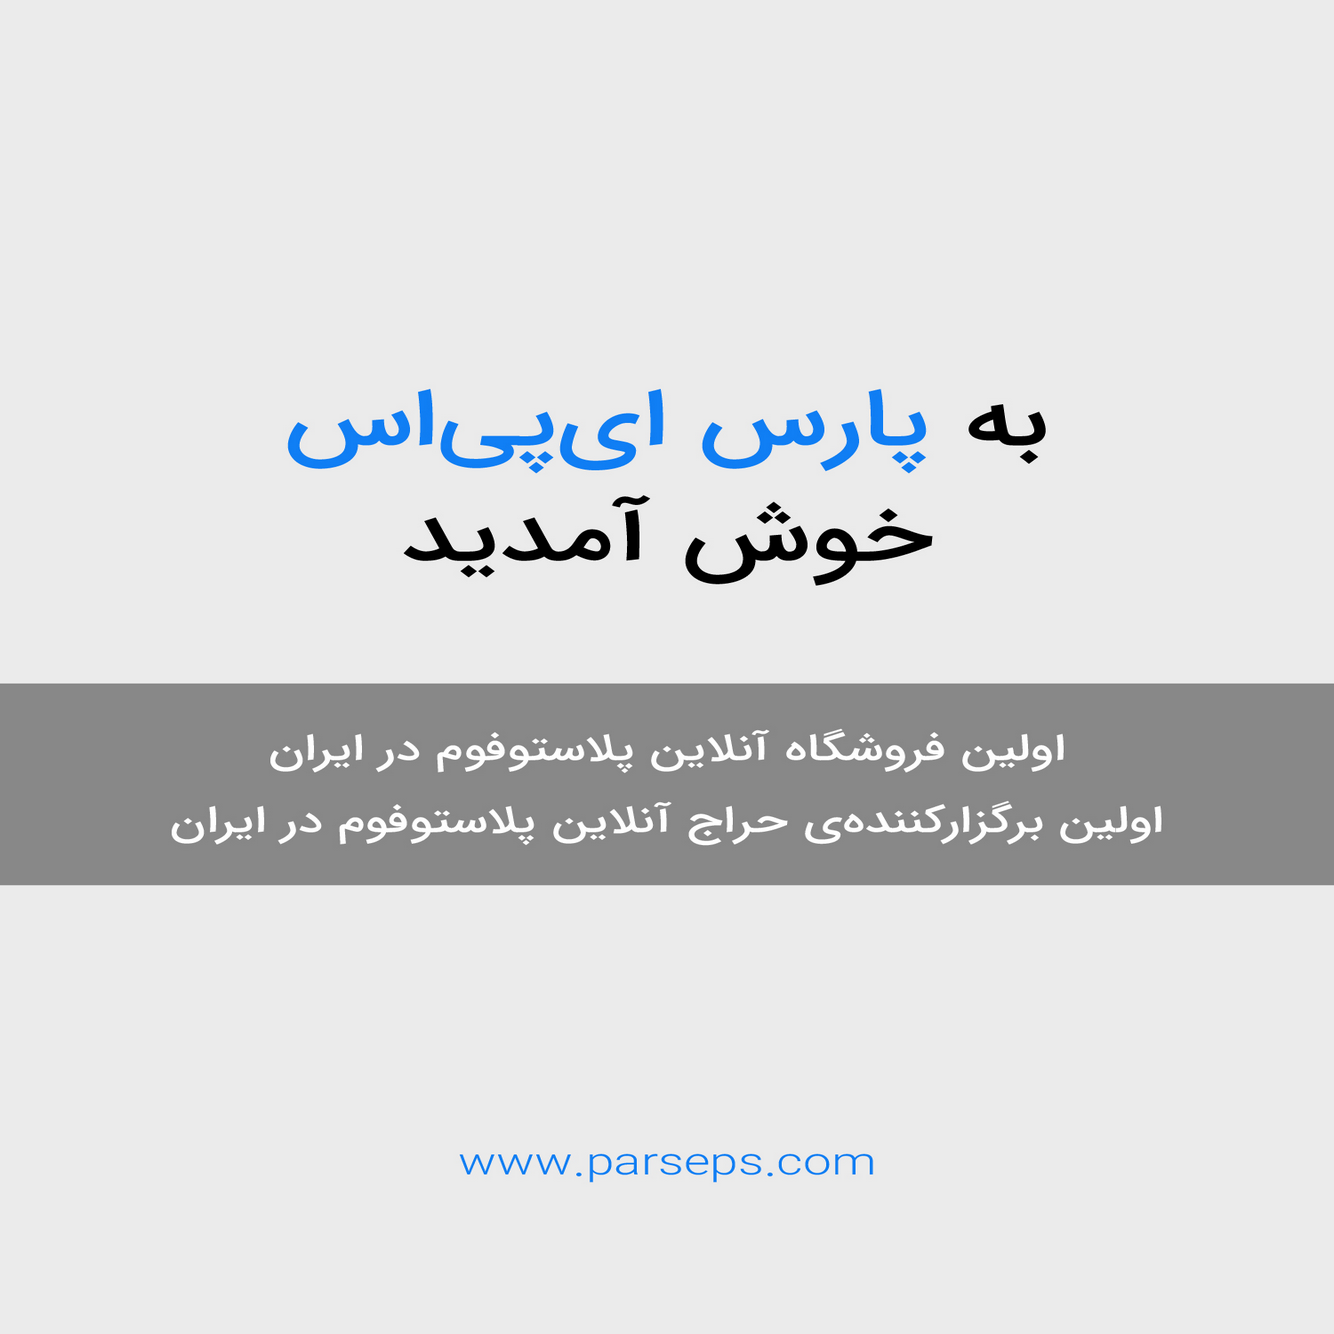 به پارس ای‌پی‌اس
خوش آمدید
اولین فروشگاه آنلاین پلاستوفوم در ایران
اولین برگزارکننده‌ی حراج آنلاین پلاستوفوم در ایران
www.parseps.com